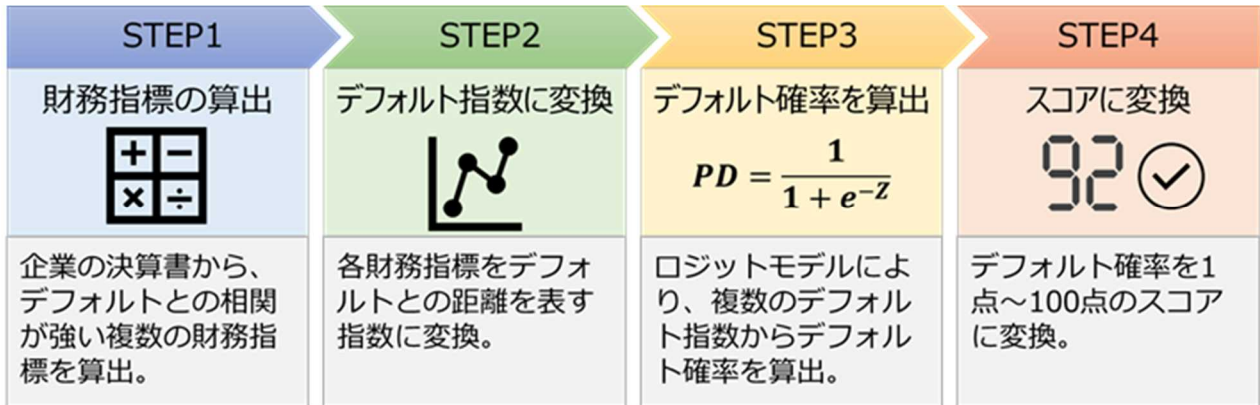 STEP1
財務指標の算出
+ −
× ÷
企業の決算書から、
デフォルトとの相関
が強い複数の財務指
標を算出。
STEP2
デフォルト指数に変換
各財務指標をデフォ
ルトとの距離を表す
指数に変換。
STEP3
デフォルト確率を算出
PD = 1 / (1 + e^{-Z})
ロジットモデルによ
り、複数のデフォル
ト指数からデフォル
ト確率を算出。
STEP4
スコアに変換
92
デフォルト確率を1
点～100点のスコア
に変換。